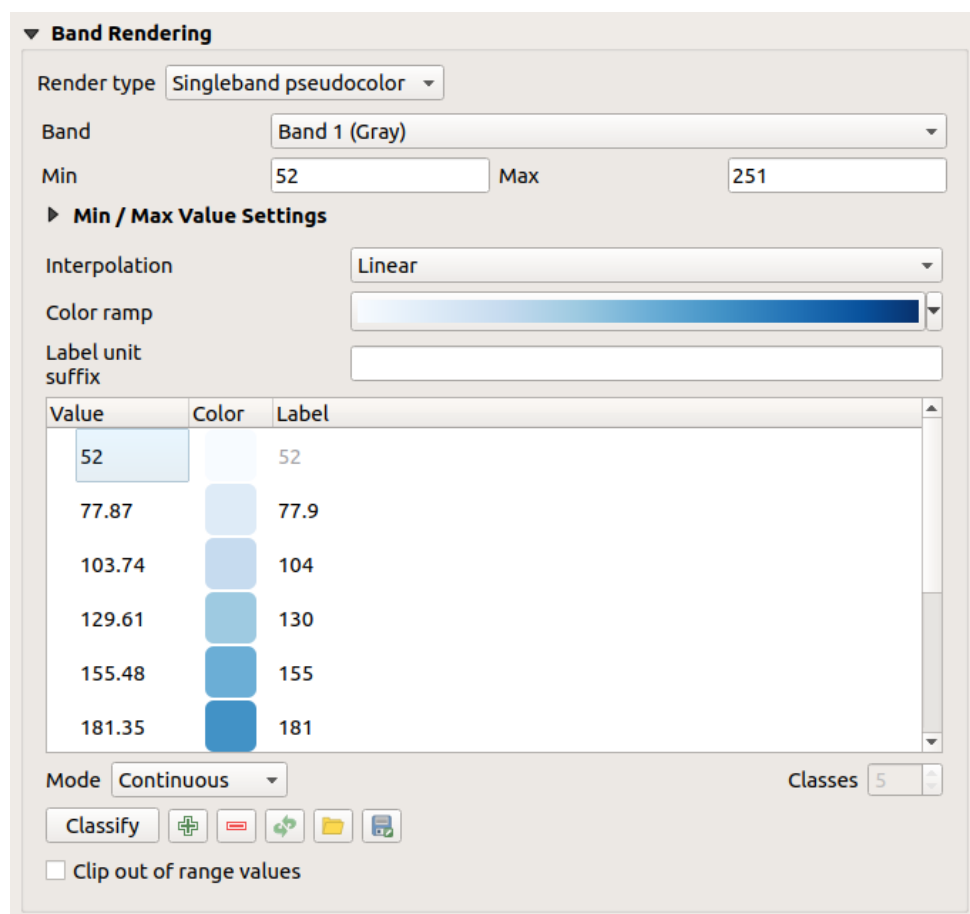 Band Rendering
Render type Singleband pseudocolor
Band Band 1 (Gray)
Min 52 Max 251
Min / Max Value Settings
Interpolation Linear
Color ramp
Label unit
suffix
Value Color Label
52 52
77.87 77.9
103.74 104
129.61 130
155.48 155
181.35 181
Mode Continuous Classes 5
Classify
Clip out of range values